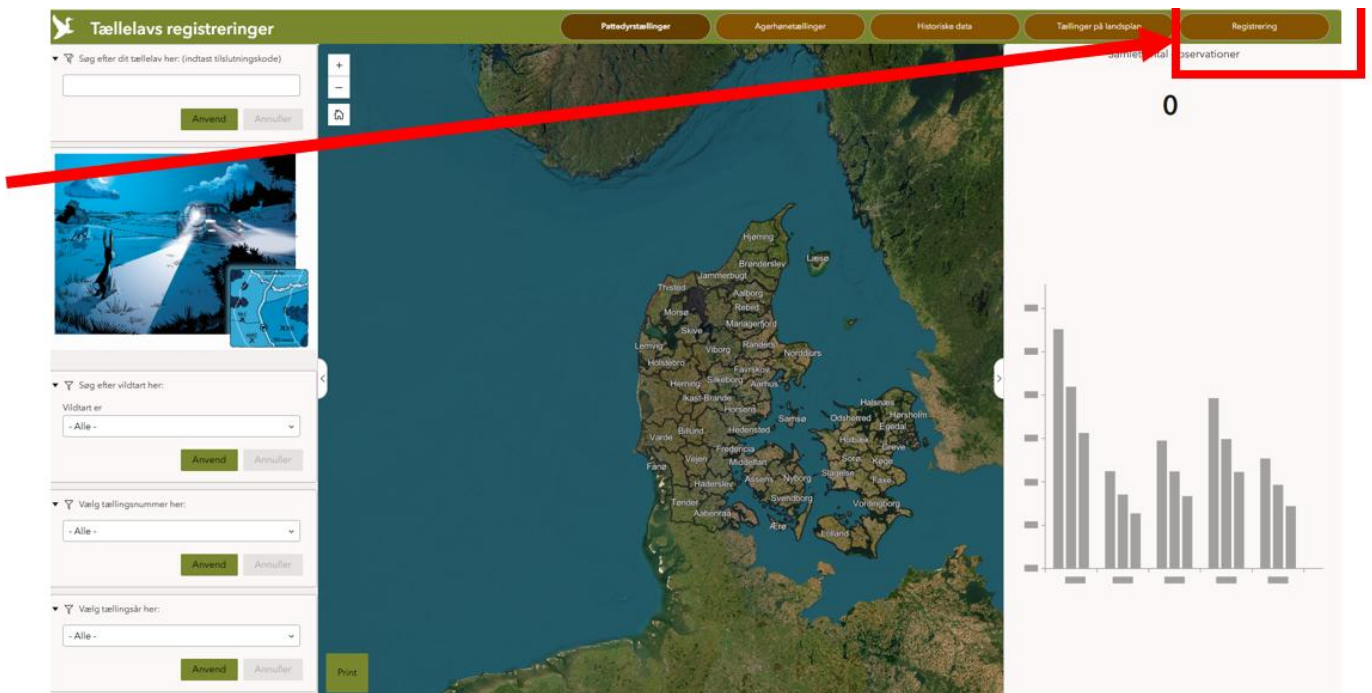 Tællelavs registreringer
Pattedyrstællinger
Agerhønetællinger
Historiske data
Tællinger på landsplan
Registrering
Søg efter dit tællelav her: (indtast tilslutningskode)
Anvend
Annuller
Søg efter vildtart her:
Vildtart er
- Alle -
Anvend
Annuller
Vælg tællingsnummer her:
- Alle -
Anvend
Annuller
Vælg tællingsår her:
- Alle -
Anvend
Annuller
+
–
Hjørring
Brønderslev
Læsø
Jammerbugt
Thisted
Aalborg
Morsø
Rebild
Mariagerfjord
Skive
Lemvig
Viborg
Randers
Norddjurs
Holstebro
Favrskov
Herning
Silkeborg
Aarhus
Ikast-Brande
Horsens
Samsø
Odsherred
Halsnæs
Hørsholm
Egedal
Billund
Hedensted
Varde
Holbæk
Greve
Fredericia
Fanø
Vejen
Middelfart
Sorø
Køge
Slagelse
Haderslev
Assens
Nyborg
Faxe
Tønder
Svendborg
Vordingborg
Aabenraa
Ærø
Lolland
Print
observationer
0